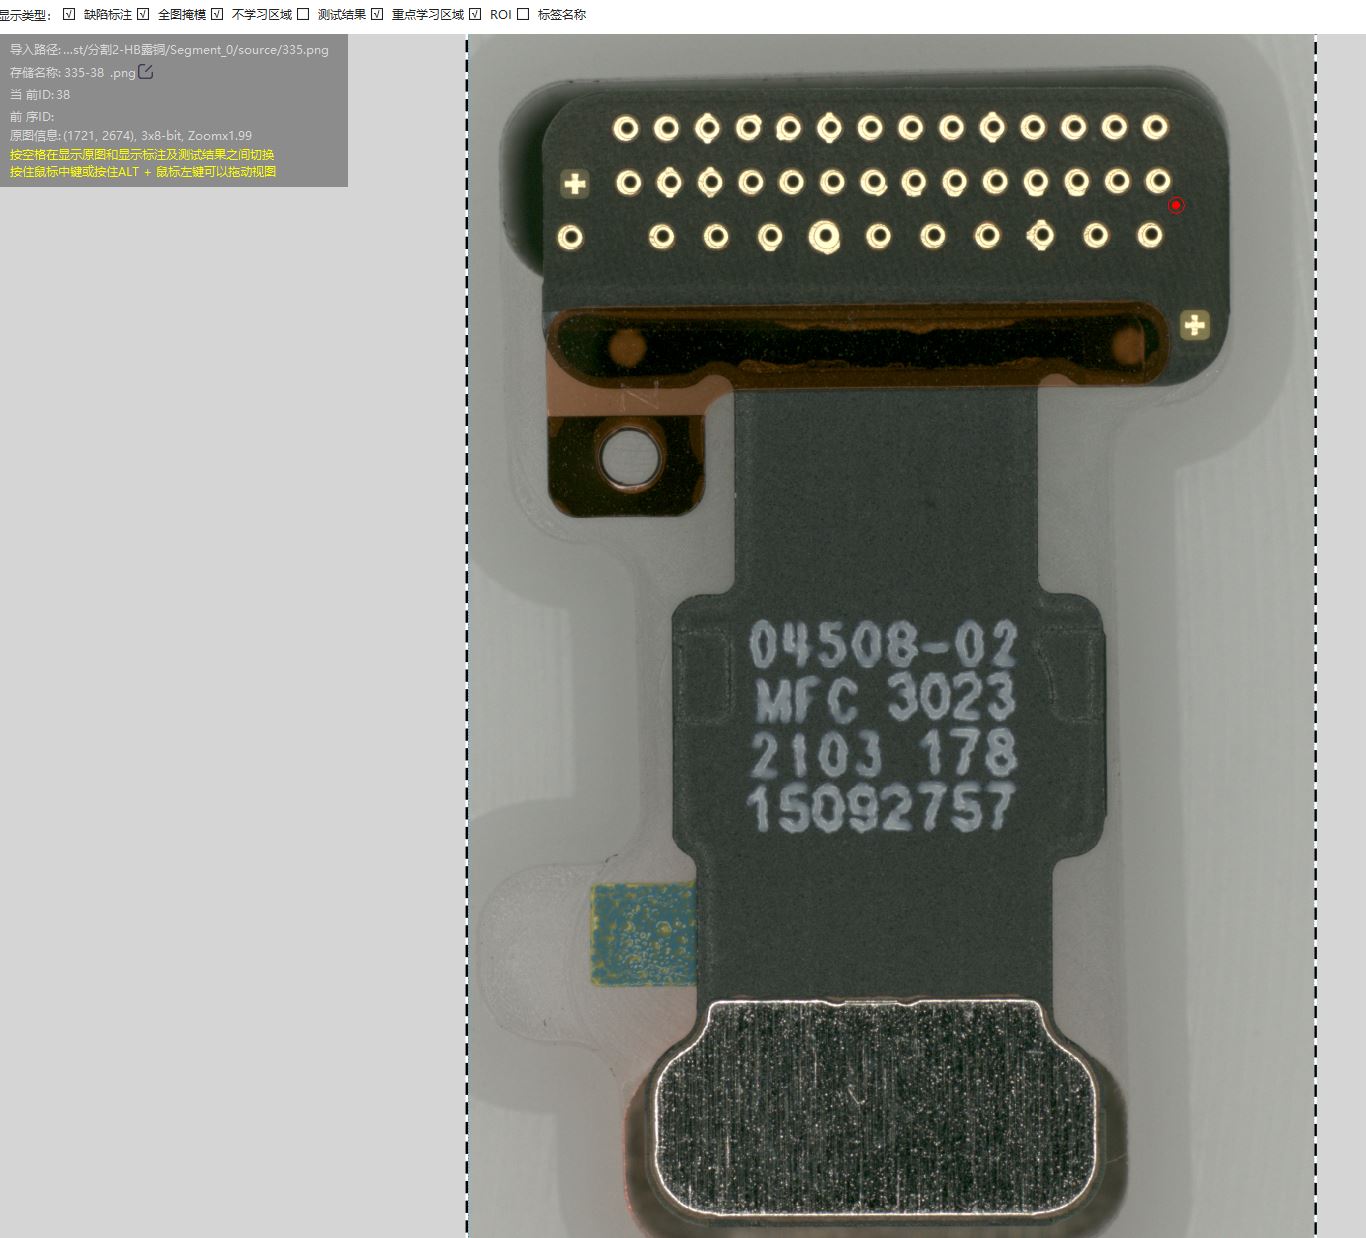 显示类型： 缺陷标注 全图掩模 不学习区域 测试结果 重点学习区域 ROI 标签名称
导入路径: ...st/分割2-HB露铜/Segment_0/source/335.png
存储名称: 335-38 .png
当 前ID: 38
前 序ID:
原图信息: (1721, 2674), 3x8-bit, Zoomx1.99
按空格在显示原图和显示标注及测试结果之间切换
按住鼠标中键或按住ALT + 鼠标左键可以拖动视图
04508-02
MFC 3023
2103 178
15092757